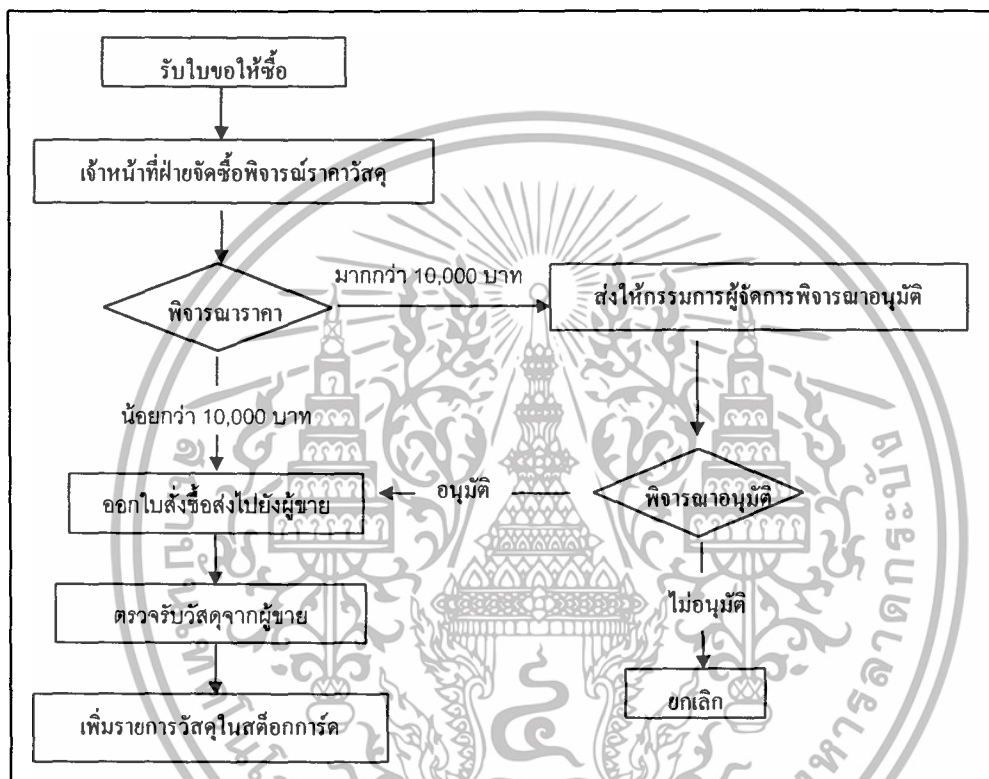 รับใบขอให้ซื้อ
เจ้าหน้าที่ฝ่ายจัดซื้อพิจารณ์ราคาวัสดุ
พิจารณาราคา
มากกว่า 10,000 บาท
ส่งให้กรรมการผู้จัดการพิจารณาอนุมัติ
น้อยกว่า 10,000 บาท
ออกใบสั่งซื้อส่งไปยังผู้ขาย
อนุมัติ
พิจารณาอนุมัติ
ตรวจรับวัสดุจากผู้ขาย
ไม่อนุมัติ
เพิ่มรายการวัสดุในสต็อกการ์ด
ยกเลิก